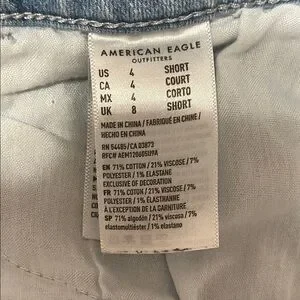 AMERICAN EAGLE
OUTFITTERS
US 4 SHORT
CA 4 COURT
MX 4 CORTO
UK 8 SHORT
MADE IN CHINA / FABRIQUÉ EN CHINE /
HECHO EN CHINA
RN 54485/CA 03873
RFC# AEM120605U9A
EN 71% COTTON / 21% VISCOSE / 7%
POLYESTER / 1% ELASTANE
EXCLUSIVE OF DECORATION
FR 71% COTON / 21% VISCOSE / 7%
POLYESTER / 1% ÉLASTHANNE
À L'EXCEPTION DE LA GARNITURE
SP 71% algodón / 21% viscosa / 7%
elastomultiéster / 1% elastano